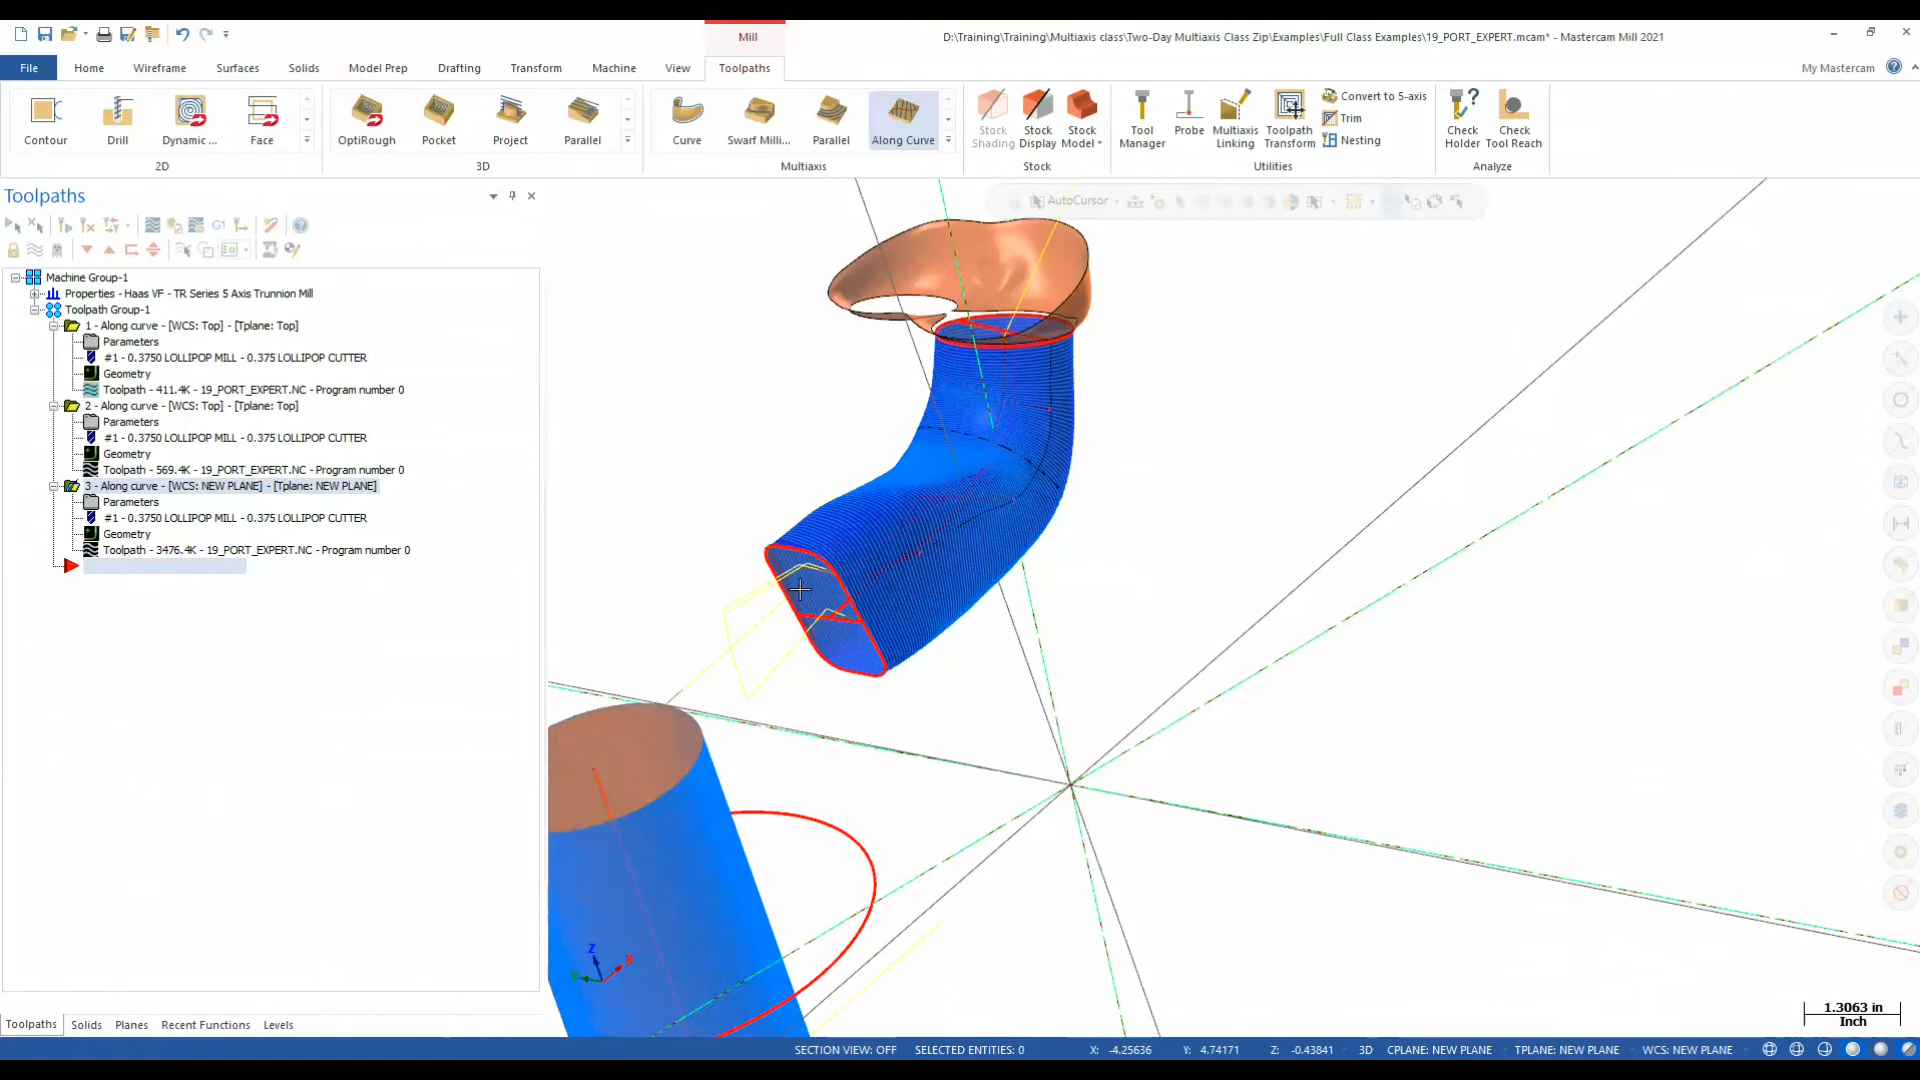 Mill
D:\Training\Training\Multiaxis class\Two-Day Multiaxis Class Zip\Examples\Full Class Examples\19_PORT_EXPERT.mcam* - Mastercam Mill 2021
File
Home
Wireframe
Surfaces
Solids
Model Prep
Drafting
Transform
Machine
View
Toolpaths
My Mastercam
Contour
Drill
Dynamic ...
Face
2D
OptiRough
Pocket
Project
Parallel
3D
Curve
Swarf Milli...
Parallel
Along Curve
Multiaxis
Stock Shading
Stock Display
Stock Model
Stock
Tool Manager
Probe
Multiaxis Linking
Toolpath Transform
Convert to 5-axis
Trim
Nesting
Utilities
Check Holder
Check Tool Reach
Analyze
Toolpaths
AutoCursor
G1
Machine Group-1
Properties - Haas VF - TR Series 5 Axis Trunnion Mill
Toolpath Group-1
1 - Along curve - [WCS: Top] - [Tplane: Top]
Parameters
#1 - 0.3750 LOLLIPOP MILL - 0.375 LOLLIPOP CUTTER
Geometry
Toolpath - 411.4K - 19_PORT_EXPERT.NC - Program number 0
2 - Along curve - [WCS: Top] - [Tplane: Top]
Parameters
#1 - 0.3750 LOLLIPOP MILL - 0.375 LOLLIPOP CUTTER
Geometry
Toolpath - 569.4K - 19_PORT_EXPERT.NC - Program number 0
3 - Along curve - [WCS: NEW PLANE] - [Tplane: NEW PLANE]
Parameters
#1 - 0.3750 LOLLIPOP MILL - 0.375 LOLLIPOP CUTTER
Geometry
Toolpath - 3476.4K - 19_PORT_EXPERT.NC - Program number 0
Z
X
Y
1.3063 in
Inch
Toolpaths
Solids
Planes
Recent Functions
Levels
SECTION VIEW: OFF
SELECTED ENTITIES: 0
X: -4.25636
Y: 4.74171
Z: -0.43841
3D
CPLANE: NEW PLANE
TPLANE: NEW PLANE
WCS: NEW PLANE